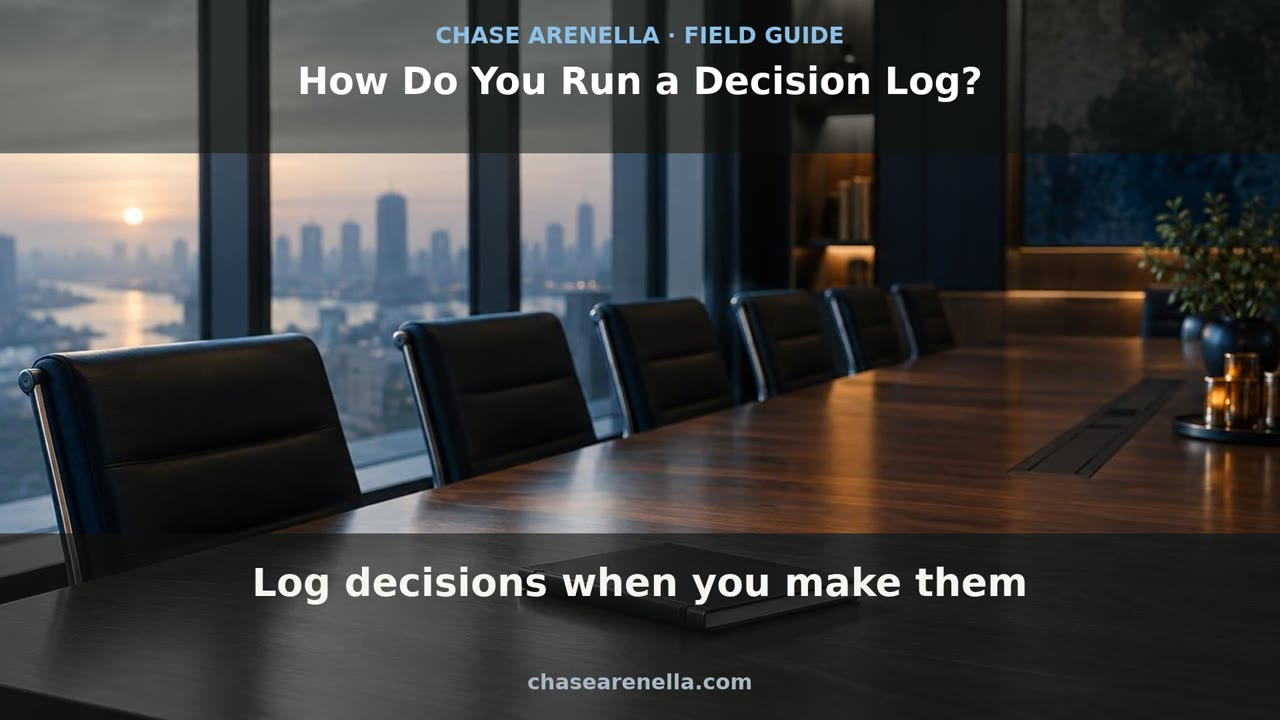 CHASE ARENELLA · FIELD GUIDE
How Do You Run a Decision Log?
Log decisions when you make them
chasearenella.com